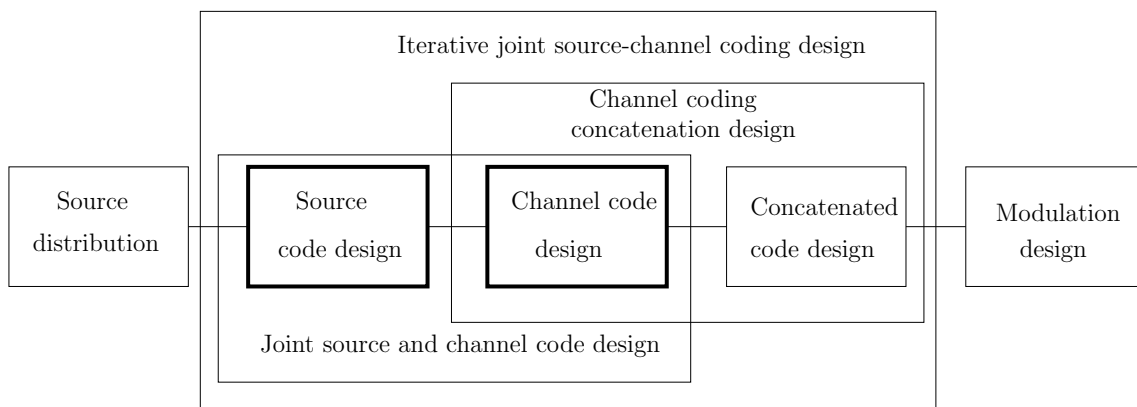 Iterative joint source-channel coding design
Channel coding
concatenation design
Source
distribution
Source
code design
Channel code
design
Concatenated
code design
Modulation
design
Joint source and channel code design